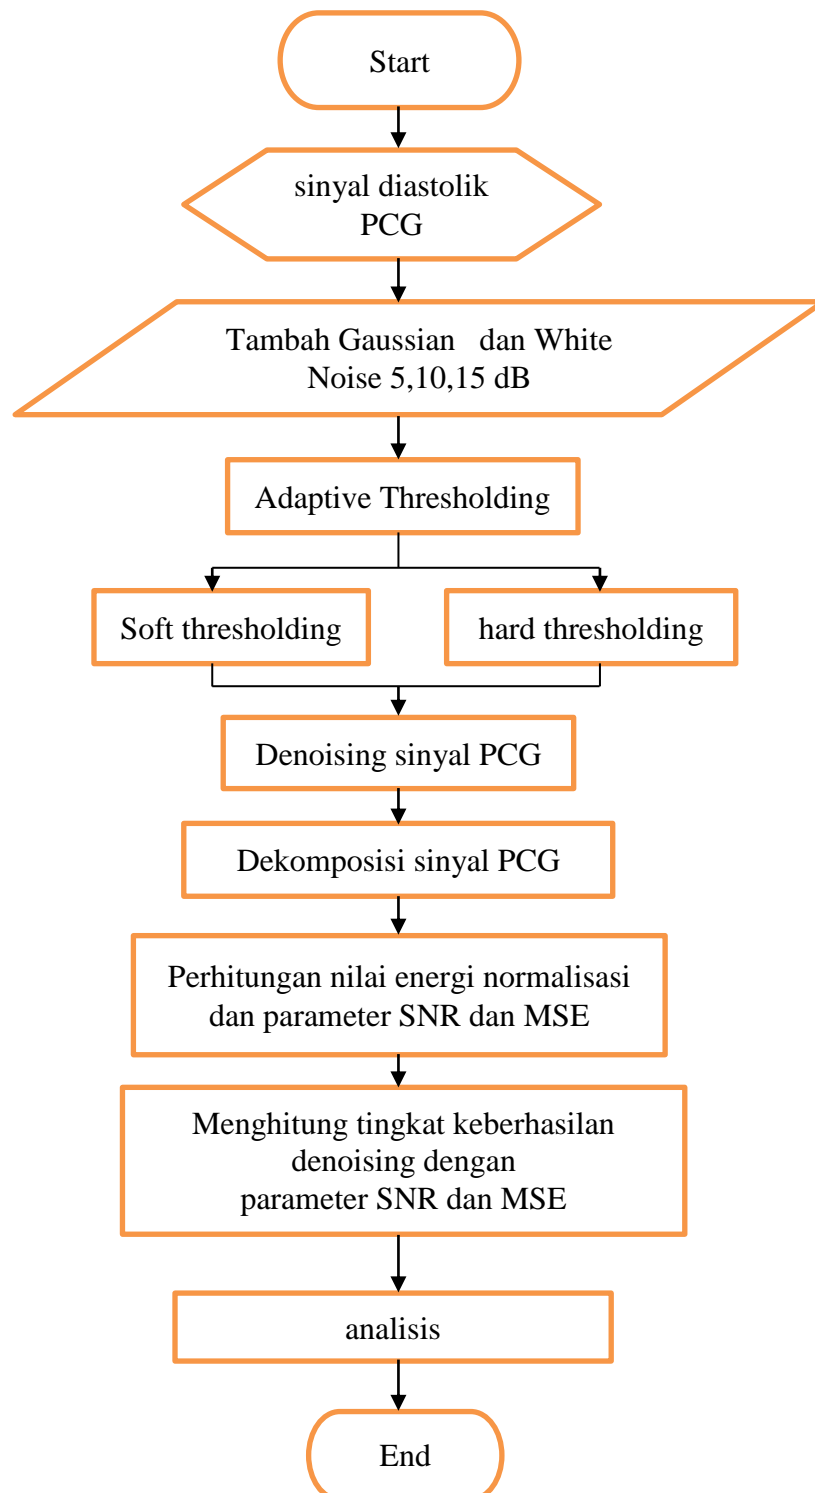 Start
sinyal diastolik
PCG
Tambah Gaussian dan White
Noise 5,10,15 dB
Adaptive Thresholding
Soft thresholding
hard thresholding
Denoising sinyal PCG
Dekomposisi sinyal PCG
Perhitungan nilai energi normalisasi
dan parameter SNR dan MSE
Menghitung tingkat keberhasilan
denoising dengan
parameter SNR dan MSE
analisis
End